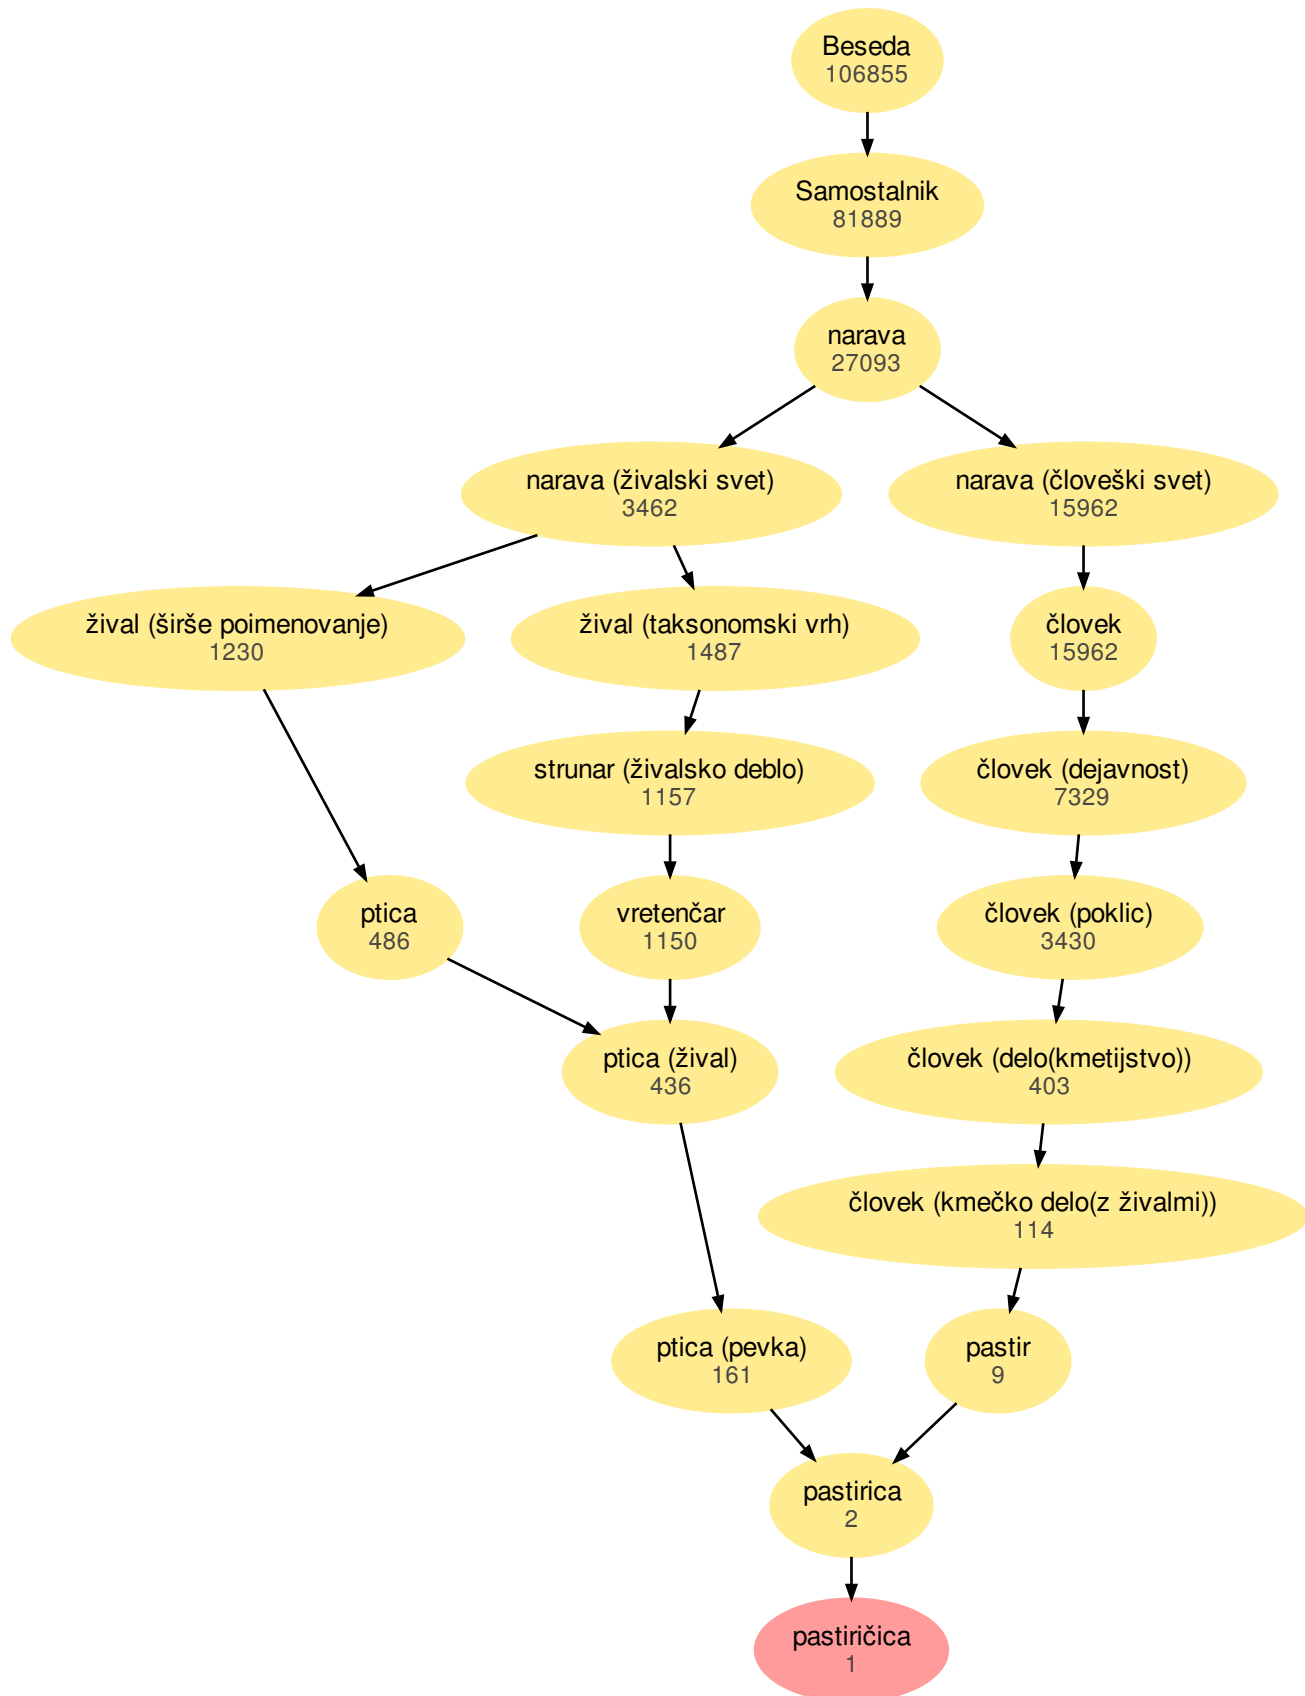 Beseda
106855
Samostalnik
81889
narava
27093
narava (živalski svet)
3462
narava (človeški svet)
15962
žival (širše poimenovanje)
1230
žival (taksonomski vrh)
1487
človek
15962
strunar (živalsko deblo)
1157
človek (dejavnost)
7329
ptica
486
vretenčar
1150
človek (poklic)
3430
ptica (žival)
436
človek (delo(kmetijstvo))
403
človek (kmečko delo(z živalmi))
114
ptica (pevka)
161
pastir
9
pastirica
2
pastiričica
1